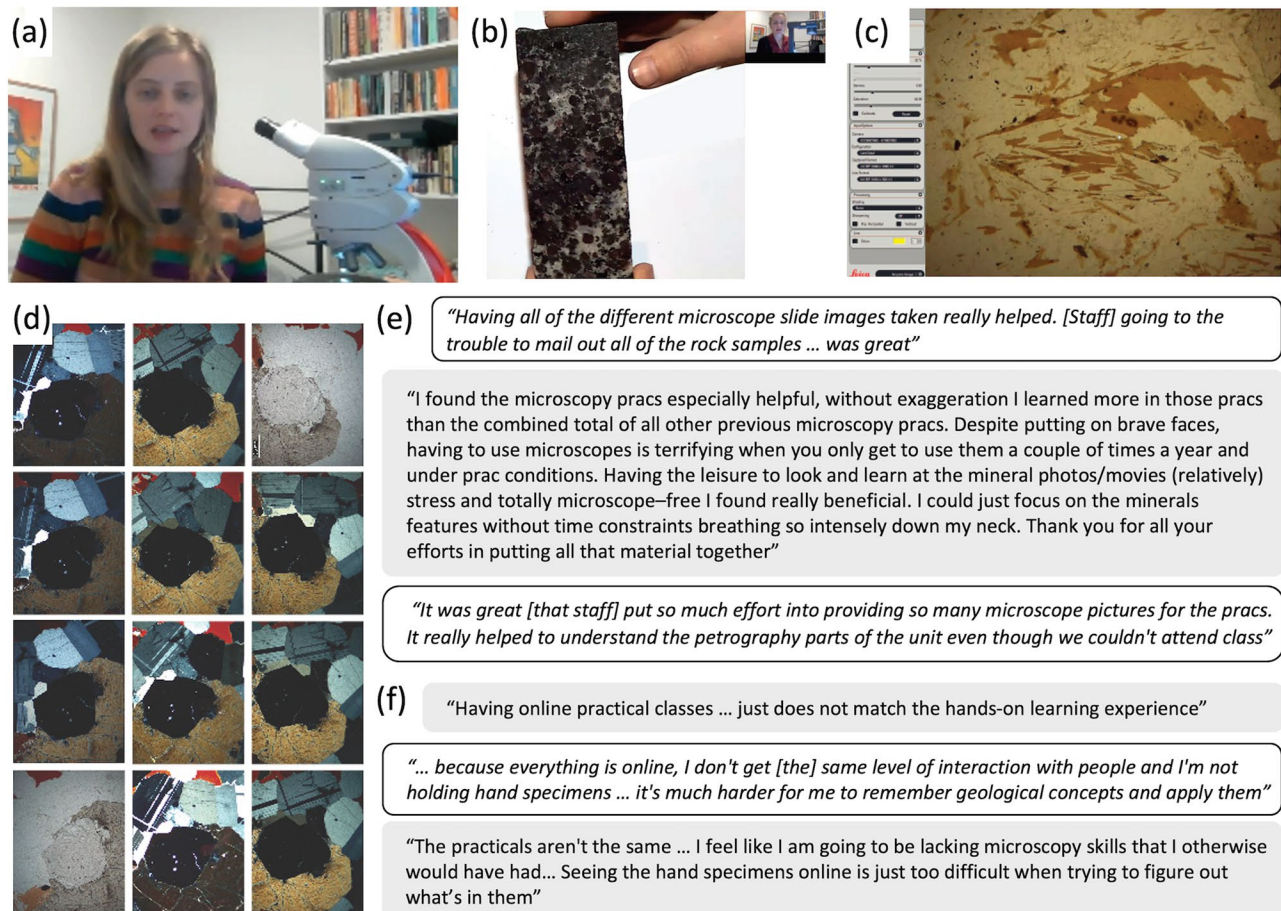 (a)
(b)
(c)
Leica
(d)
(e)
“Having all of the different microscope slide images taken really helped. [Staff] going to the
trouble to mail out all of the rock samples ... was great”
“I found the microscopy pracs especially helpful, without exaggeration I learned more in those pracs
than the combined total of all other previous microscopy pracs. Despite putting on brave faces,
having to use microscopes is terrifying when you only get to use them a couple of times a year and
under prac conditions. Having the leisure to look and learn at the mineral photos/movies (relatively)
stress and totally microscope–free I found really beneficial. I could just focus on the minerals
features without time constraints breathing so intensely down my neck. Thank you for all your
efforts in putting all that material together”
“It was great [that staff] put so much effort into providing so many microscope pictures for the pracs.
It really helped to understand the petrography parts of the unit even though we couldn't attend class”
(f)
“Having online practical classes ... just does not match the hands-on learning experience”
“... because everything is online, I don't get [the] same level of interaction with people and I'm not
holding hand specimens ... it's much harder for me to remember geological concepts and apply them”
“The practicals aren't the same ... I feel like I am going to be lacking microscopy skills that I otherwise
would have had... Seeing the hand specimens online is just too difficult when trying to figure out
what’s in them”